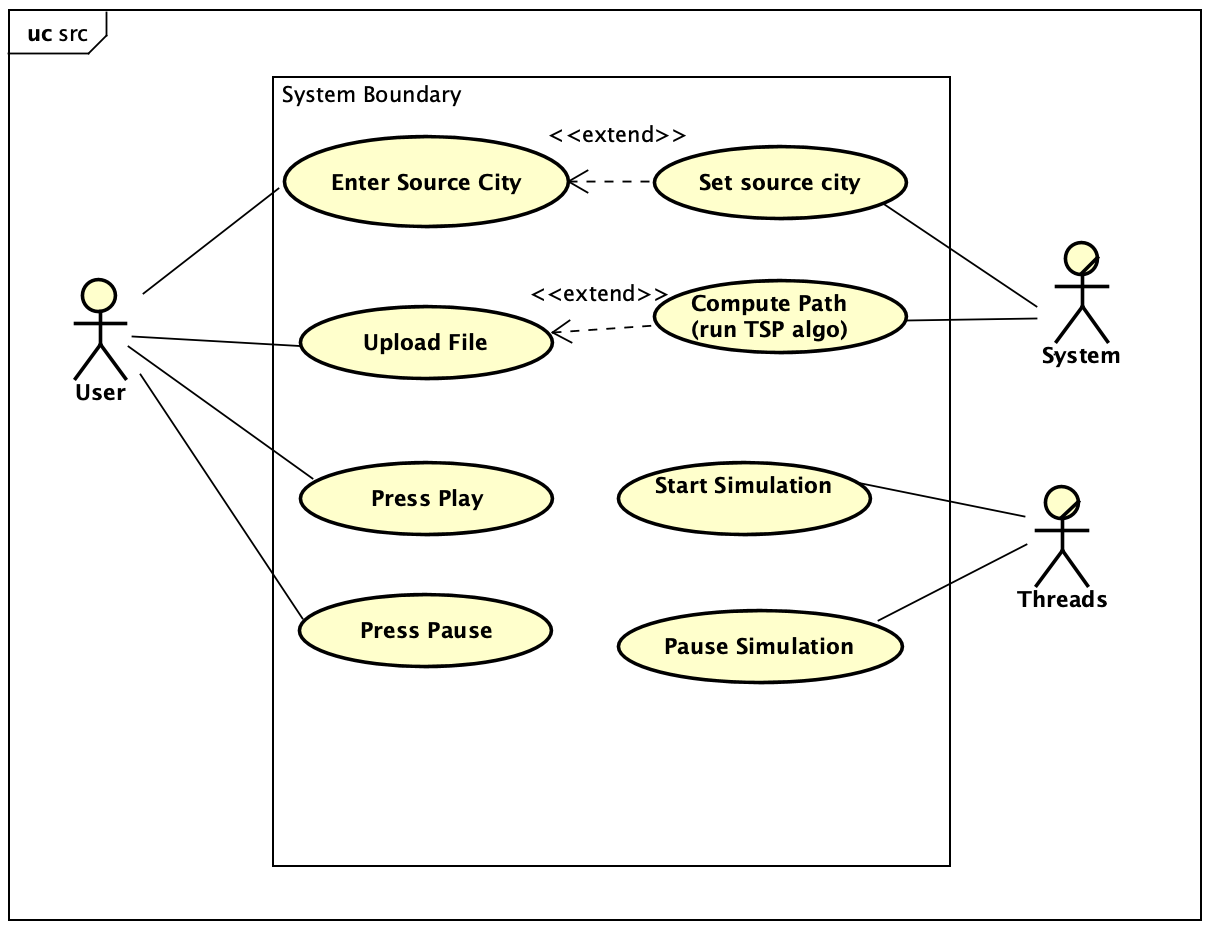 uc src
System Boundary
<<extend>>
Enter Source City
Set source city
<<extend>>
Compute Path
(run TSP algo)
Upload File
System
User
Start Simulation
Press Play
Threads
Press Pause
Pause Simulation